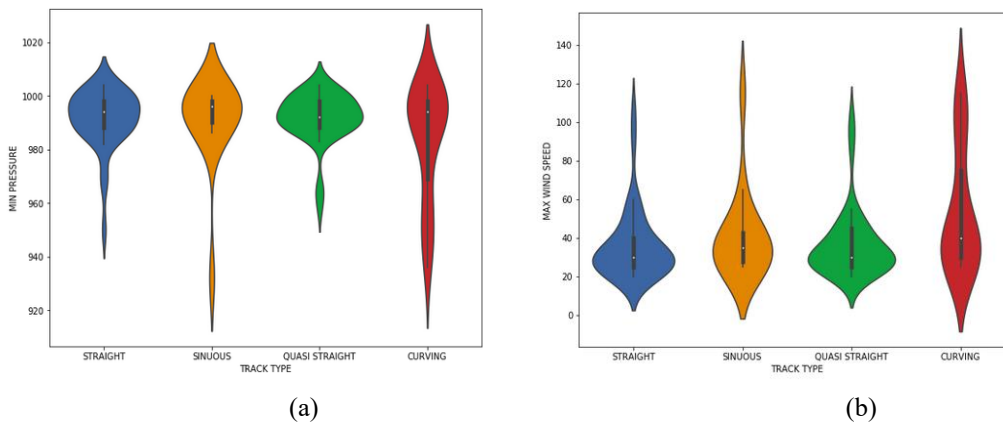 MIN PRESSURE
1020
1000
980
960
940
920
STRAIGHT SINUOUS QUASI STRAIGHT CURVING
TRACK TYPE
(a)
MAX WIND SPEED
140
120
100
80
60
40
20
0
STRAIGHT SINUOUS QUASI STRAIGHT CURVING
TRACK TYPE
(b)